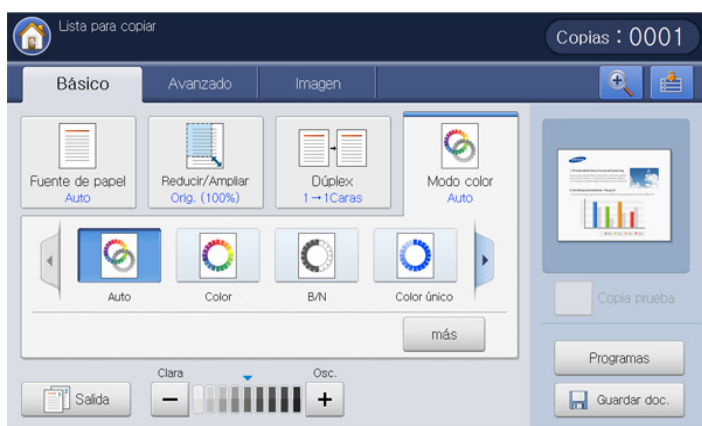 Lista para copiar
Copias : 0001
Básico
Avanzado
Imagen
Fuente de papel
Auto
Reducir/Ampliar
Orig. (100%)
Dúplex
1→1Caras
Modo color
Auto
Auto
Color
B/N
Color único
más
Copia prueba
Clara
Osc.
Salida
Programas
Guardar doc.